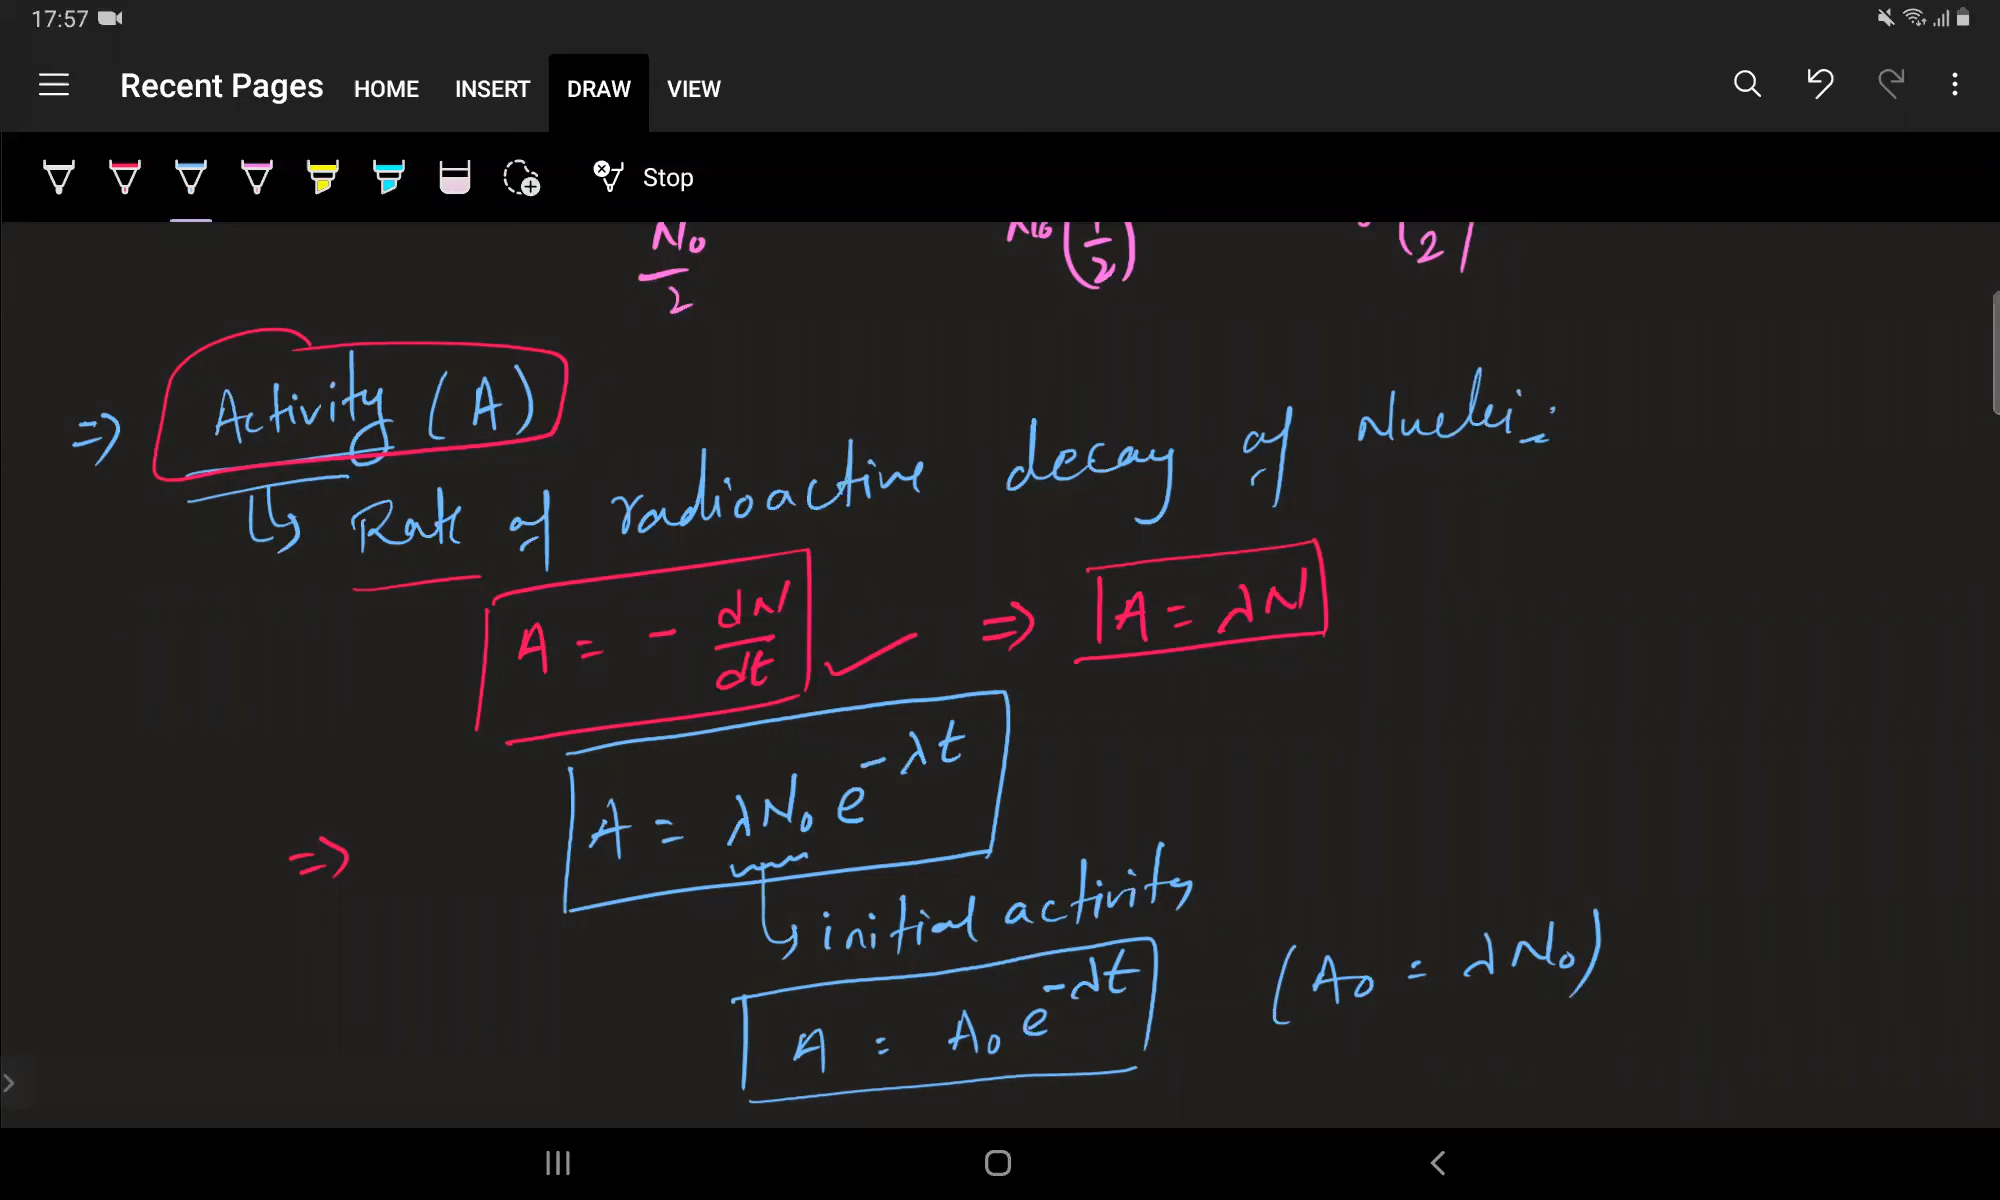 17:57
Recent Pages HOME INSERT DRAW VIEW
Stop
N₀/2 (1/2)
⇒ Activity (A)
↳ Rate of radioactive decay of Nuclei:
A = - dN/dt ✓ ⇒ A = λN
⇒ A = λN₀ e^-λt
↳ initial activity
A = A₀ e^-λt (A₀ = λN₀)